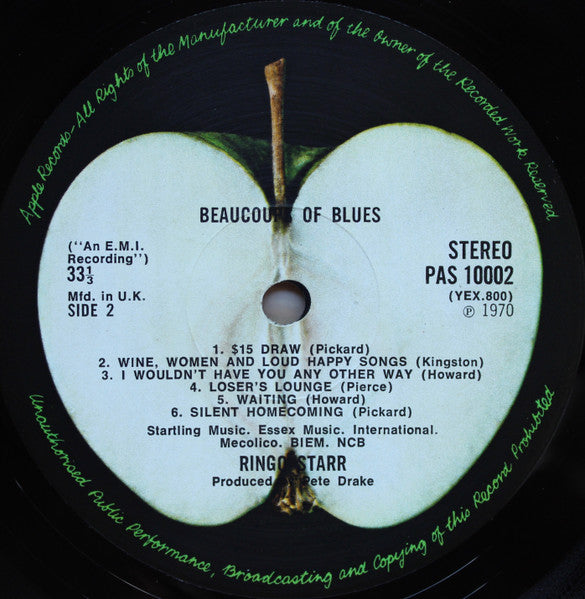 Apple Records-All Rights of the Manufacturer and of the Owner of the Recorded Work Reserved
BEAUCOUPS OF BLUES
("An E.M.I.
Recording")
33⅓
Mfd. in U.K.
SIDE 2
STEREO
PAS 10002
(YEX.800)
℗ 1970
1. $15 DRAW (Pickard)
2. WINE, WOMEN AND LOUD HAPPY SONGS (Kingston)
3. I WOULDN'T HAVE YOU ANY OTHER WAY (Howard)
4. LOSER'S LOUNGE (Pierce)
5. WAITING (Howard)
6. SILENT HOMECOMING (Pickard)
Startling Music. Essex Music. International.
Mecolico. BIEM. NCB
RINGO STARR
Produced by Pete Drake
Unauthorised Public Performance, Broadcasting and Copying of this Record Prohibited